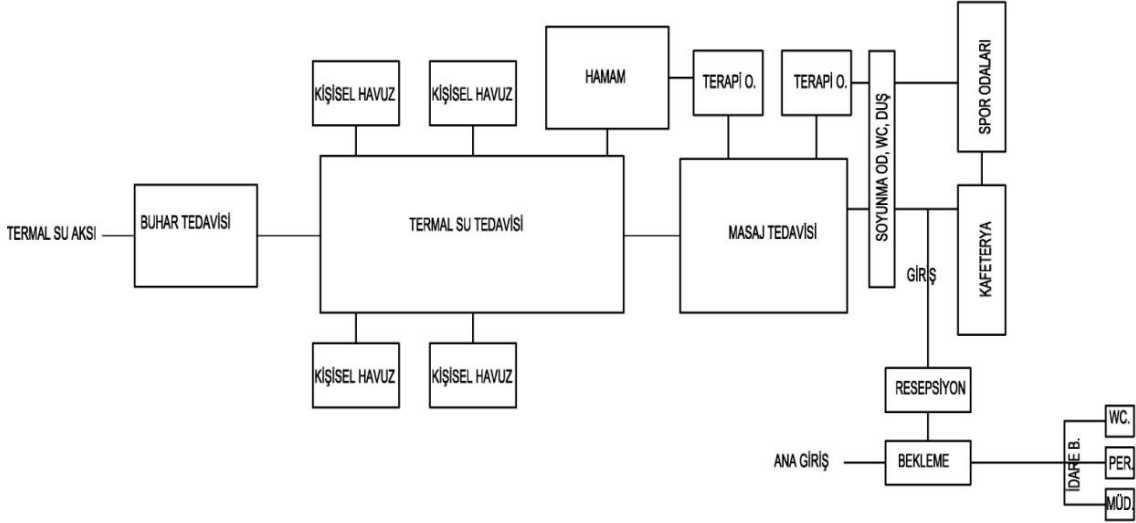 HAMAM
TERAPİ O.
TERAPİ O.
SPOR ODALARI
KİŞİSEL HAVUZ
KİŞİSEL HAVUZ
SOYUNMA OD, WC, DUŞ
TERMAL SU AKSI
BUHAR TEDAVİSİ
TERMAL SU TEDAVİSİ
MASAJ TEDAVİSİ
GİRİŞ
KAFETERYA
KİŞİSEL HAVUZ
KİŞİSEL HAVUZ
RESEPSİYON
ANA GİRİŞ
BEKLEME
İDARE B.
WC.
PER.
MÜD.